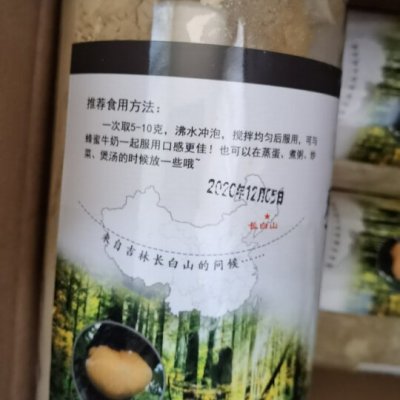 推荐食用方法：
一次取5-10克，沸水冲泡，搅拌均匀后服用，可与
蜂蜜牛奶一起服用口感更佳！也可以在蒸蛋、煮粥、炒
菜、煲汤的时候放一些哦~
2020年12月05日
长白山
来自吉林长白山的问候······